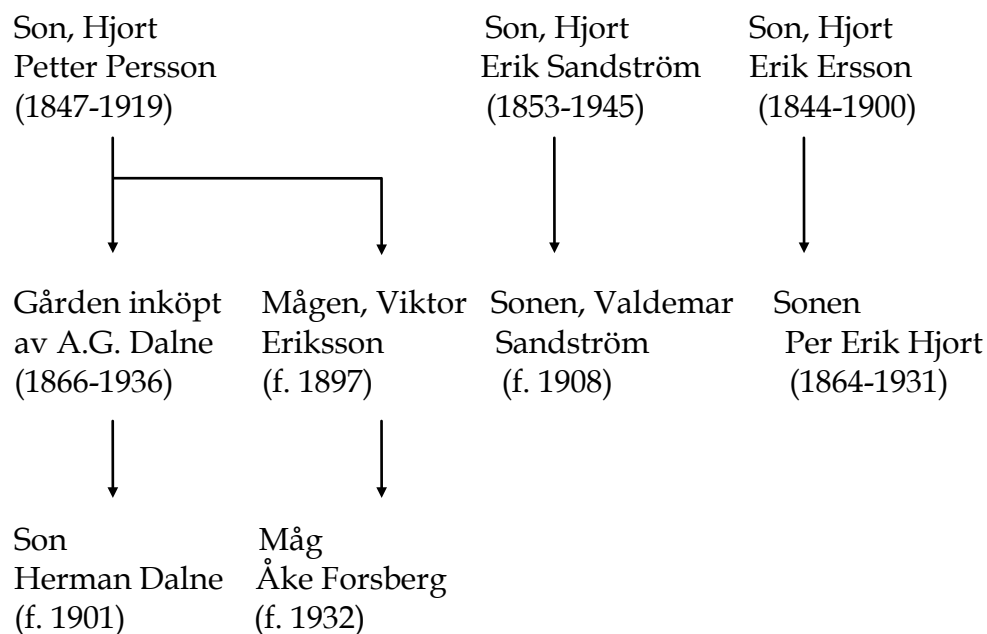 Son, Hjort
Petter Persson
(1847-1919)
Son, Hjort
Erik Sandström
(1853-1945)
Son, Hjort
Erik Ersson
(1844-1900)
Gården inköpt
av A.G. Dalne
(1866-1936)
Mågen, Viktor
Eriksson
(f. 1897)
Sonen, Valdemar
Sandström
(f. 1908)
Sonen
Per Erik Hjort
(1864-1931)
Son
Herman Dalne
(f. 1901)
Måg
Åke Forsberg
(f. 1932)